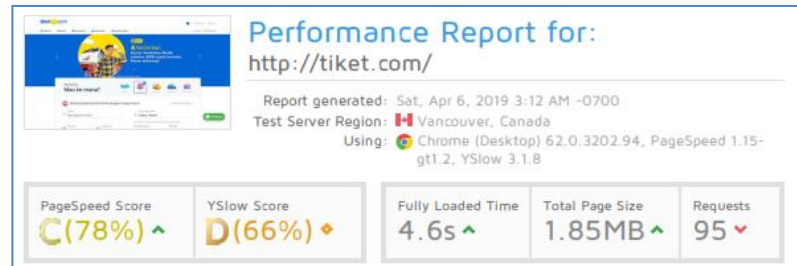 Performance Report for:
http://tiket.com/
Report generated: Sat, Apr 6, 2019 3:12 AM -0700
Test Server Region: Vancouver, Canada
Using: Chrome (Desktop) 62.0.3202.94, PageSpeed 1.15-
gt1.2, YSlow 3.1.8
PageSpeed Score
C(78%)
YSlow Score
D(66%)
Fully Loaded Time
4.6s
Total Page Size
1.85MB
Requests
95